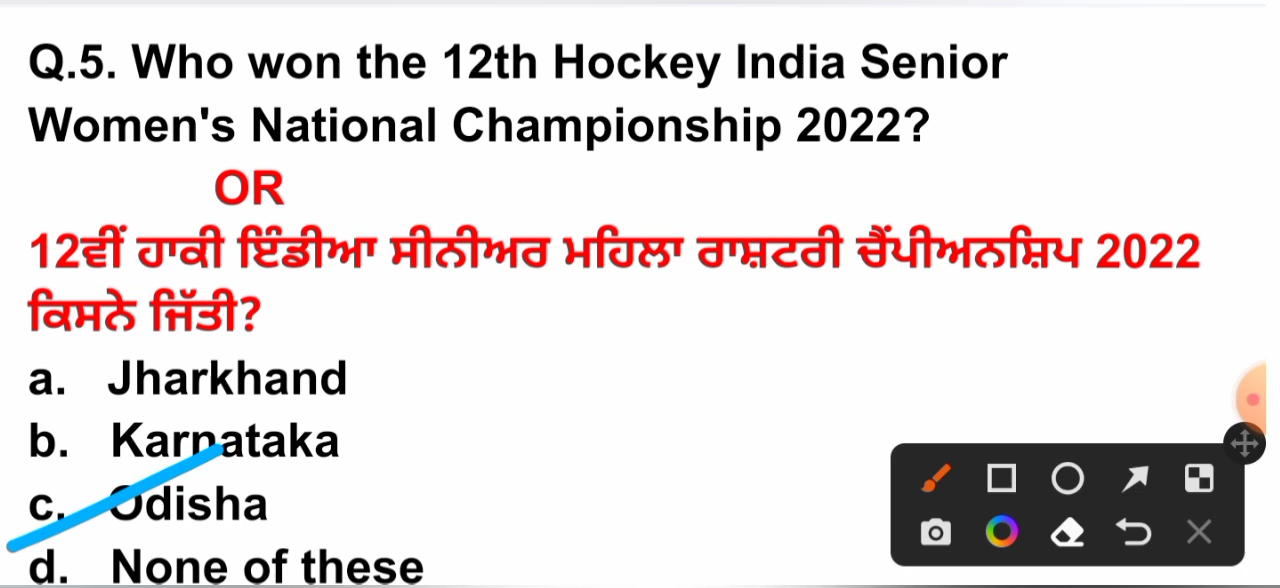 Q.5. Who won the 12th Hockey India Senior
Women's National Championship 2022?
OR
12ਵੀਂ ਹਾਕੀ ਇੰਡੀਆ ਸੀਨੀਅਰ ਮਹਿਲਾ ਰਾਸ਼ਟਰੀ ਚੈਂਪੀਅਨਸ਼ਿਪ 2022
ਕਿਸਨੇ ਜਿੱਤੀ?
a. Jharkhand
b. Karnataka
c. Odisha
d. None of these